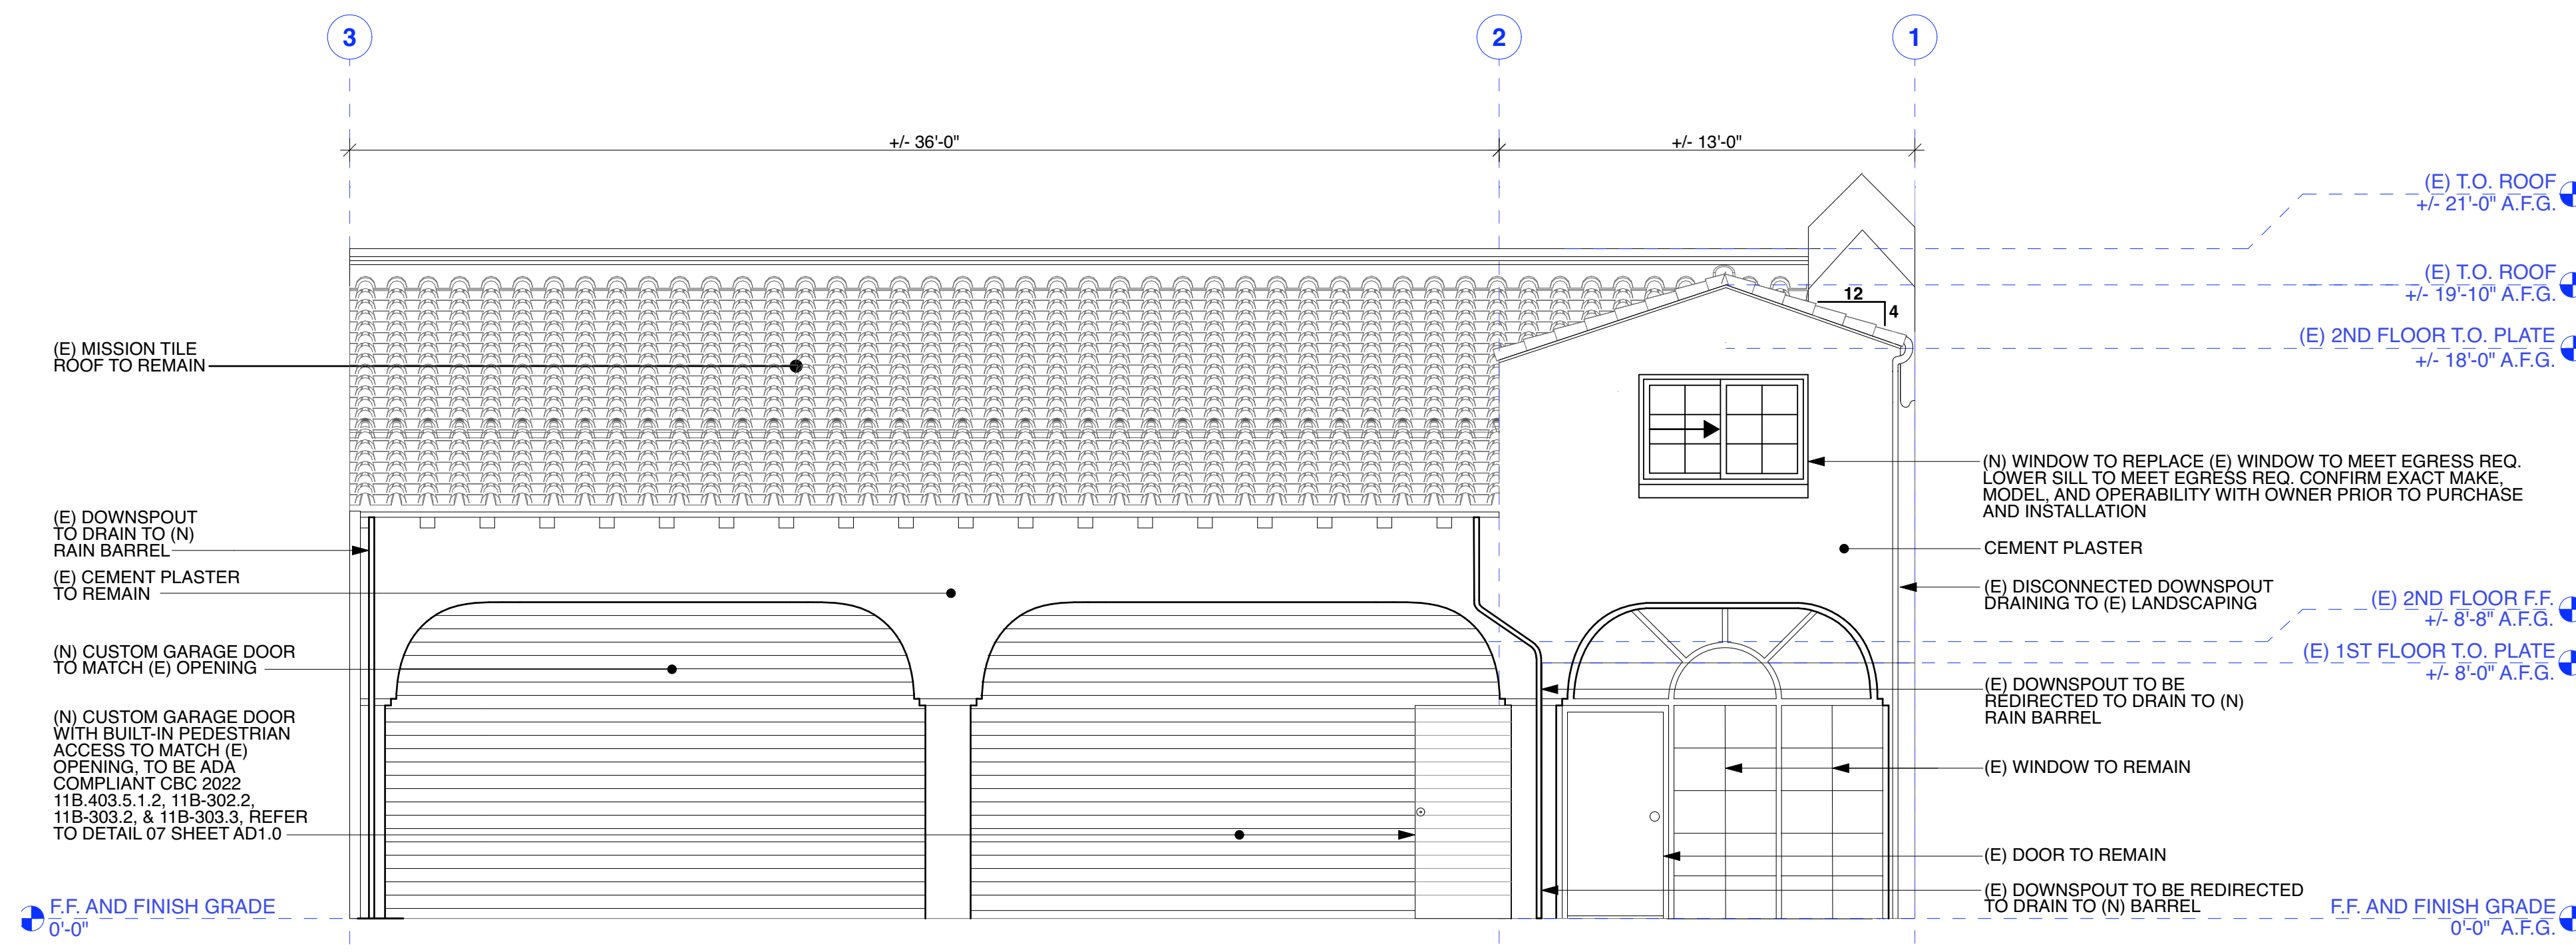 3
2
1
+/- 36'-0"
+/- 13'-0"
(E) T.O. ROOF
+/- 21'-0" A.F.G.
(E) T.O. ROOF
+/- 19'-10" A.F.G.
12
4
(E) 2ND FLOOR T.O. PLATE
+/- 18'-0" A.F.G.
(E) MISSION TILE
ROOF TO REMAIN
(E) DOWNSPOUT
TO DRAIN TO (N)
RAIN BARREL
(E) CEMENT PLASTER
TO REMAIN
(N) CUSTOM GARAGE DOOR
TO MATCH (E) OPENING
(N) CUSTOM GARAGE DOOR
WITH BUILT-IN PEDESTRIAN
ACCESS TO MATCH (E)
OPENING, TO BE ADA
COMPLIANT CBC 2022
11B.403.5.1.2, 11B-302.2,
11B-303.2, & 11B-303.3, REFER
TO DETAIL 07 SHEET AD1.0
F.F. AND FINISH GRADE
0'-0"
(N) WINDOW TO REPLACE (E) WINDOW TO MEET EGRESS REQ.
LOWER SILL TO MEET EGRESS REQ. CONFIRM EXACT MAKE,
MODEL, AND OPERABILITY WITH OWNER PRIOR TO PURCHASE
AND INSTALLATION
CEMENT PLASTER
(E) DISCONNECTED DOWNSPOUT
DRAINING TO (E) LANDSCAPING
(E) 2ND FLOOR F.F.
+/- 8'-8" A.F.G.
(E) 1ST FLOOR T.O. PLATE
+/- 8'-0" A.F.G.
(E) DOWNSPOUT TO BE
REDIRECTED TO DRAIN TO (N)
RAIN BARREL
(E) WINDOW TO REMAIN
(E) DOOR TO REMAIN
(E) DOWNSPOUT TO BE REDIRECTED
TO DRAIN TO (N) BARREL
F.F. AND FINISH GRADE
0'-0" A.F.G.